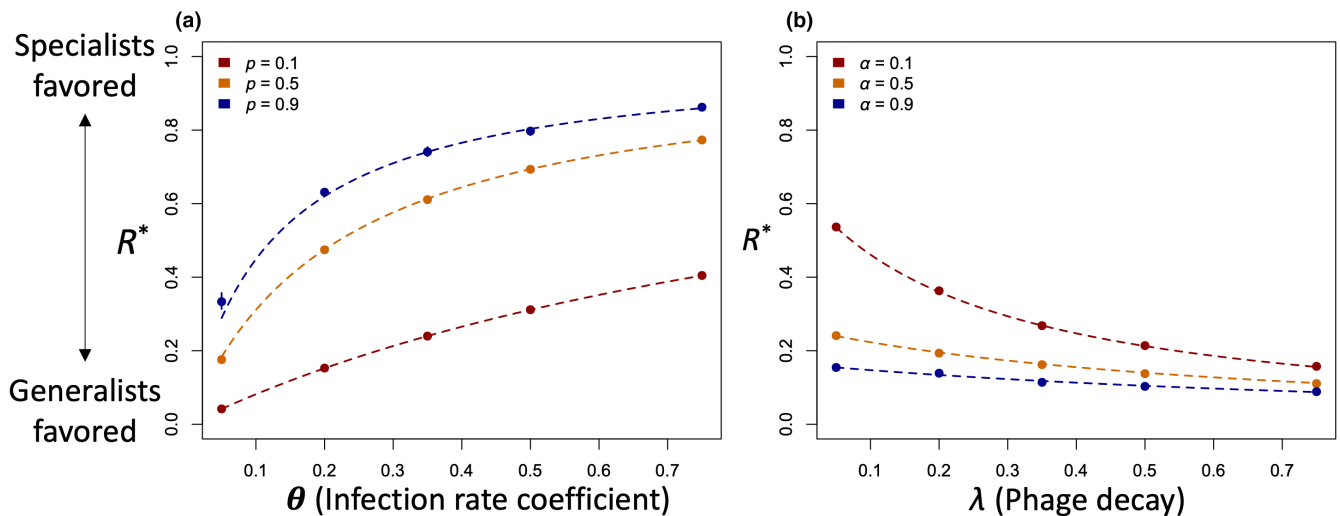 Specialists
favored
R*
Generalists
favored
(a)
p = 0.1
p = 0.5
p = 0.9
1.0
0.8
0.6
0.4
0.2
0.0
0.1 0.2 0.3 0.4 0.5 0.6 0.7
θ (Infection rate coefficient)
(b)
α = 0.1
α = 0.5
α = 0.9
R*
1.0
0.8
0.6
0.4
0.2
0.0
0.1 0.2 0.3 0.4 0.5 0.6 0.7
λ (Phage decay)